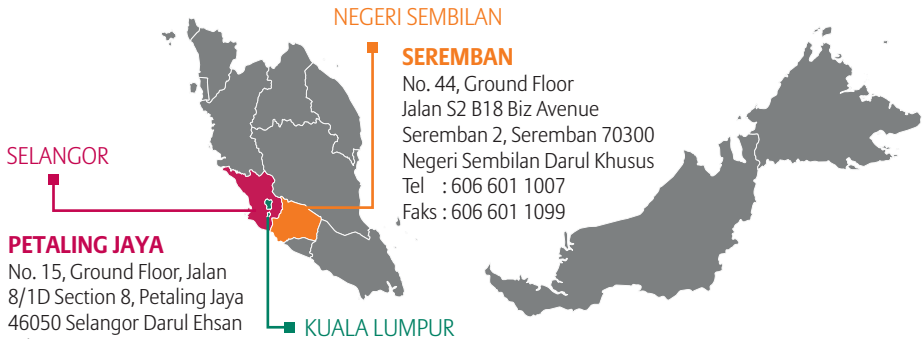 NEGERI SEMBILAN
SEREMBAN
No. 44, Ground Floor
Jalan S2 B18 Biz Avenue
Seremban 2, Seremban 70300
Negeri Sembilan Darul Khusus
Tel : 606 601 1007
Faks : 606 601 1099
SELANGOR
PETALING JAYA
No. 15, Ground Floor, Jalan
8/1D Section 8, Petaling Jaya
46050 Selangor Darul Ehsan
KUALA LUMPUR